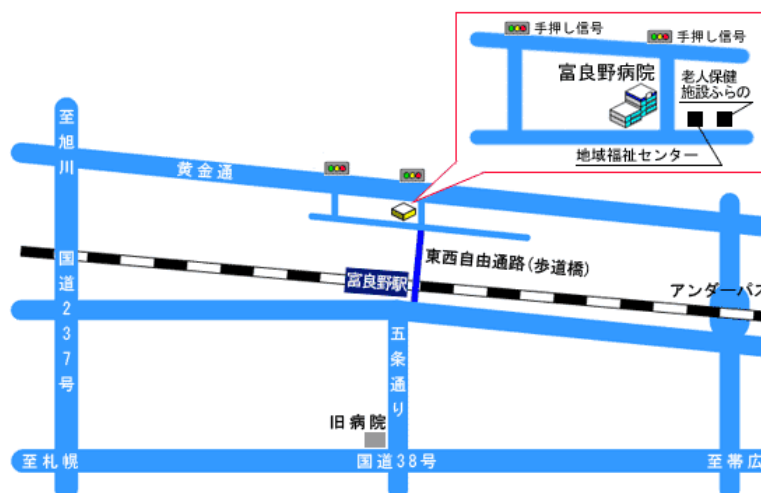 手押し信号
手押し信号
富良野病院
老人保健
施設ふらの
地域福祉センター
至旭川
黄金通
国道237号
東西自由通路(歩道橋)
富良野駅
アンダーパス
五条通り
旧病院
至札幌
国道38号
至帯広